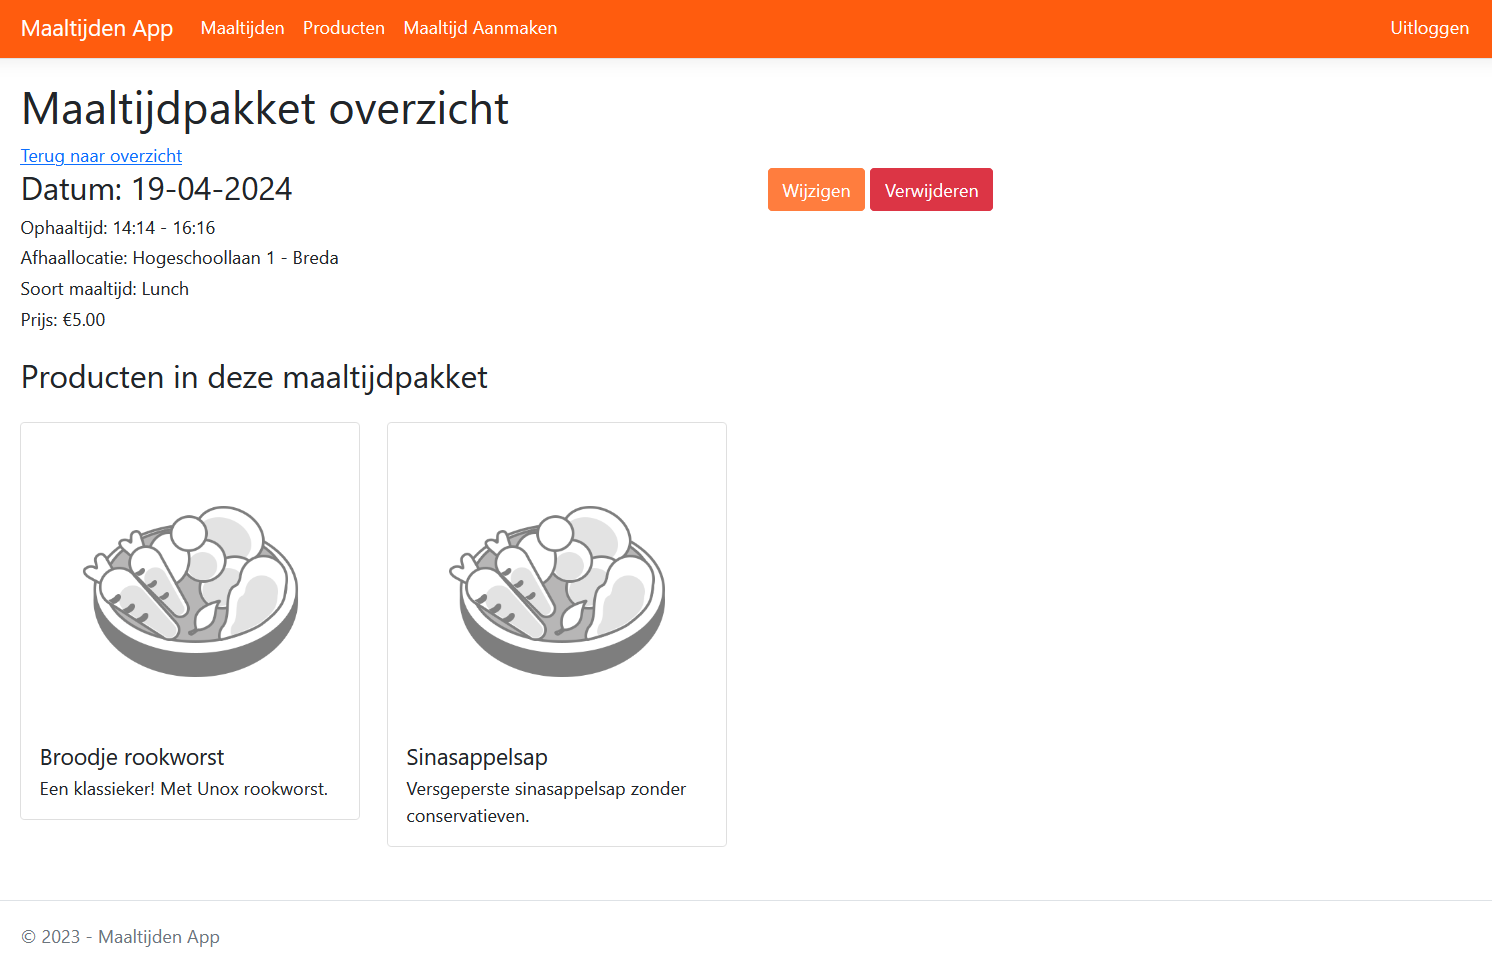 Maaltijden App Maaltijden Producten Maaltijd Aanmaken Uitloggen
Maaltijdpakket overzicht
Terug naar overzicht
Datum: 19-04-2024
Wijzigen Verwijderen
Ophaaltijd: 14:14 - 16:16
Afhaallocatie: Hogeschoollaan 1 - Breda
Soort maaltijd: Lunch
Prijs: €5.00
Producten in deze maaltijdpakket
Broodje rookworst
Een klassieker! Met Unox rookworst.
Sinasappelsap
Versgeperste sinasappelsap zonder
conservatieven.
© 2023 - Maaltijden App